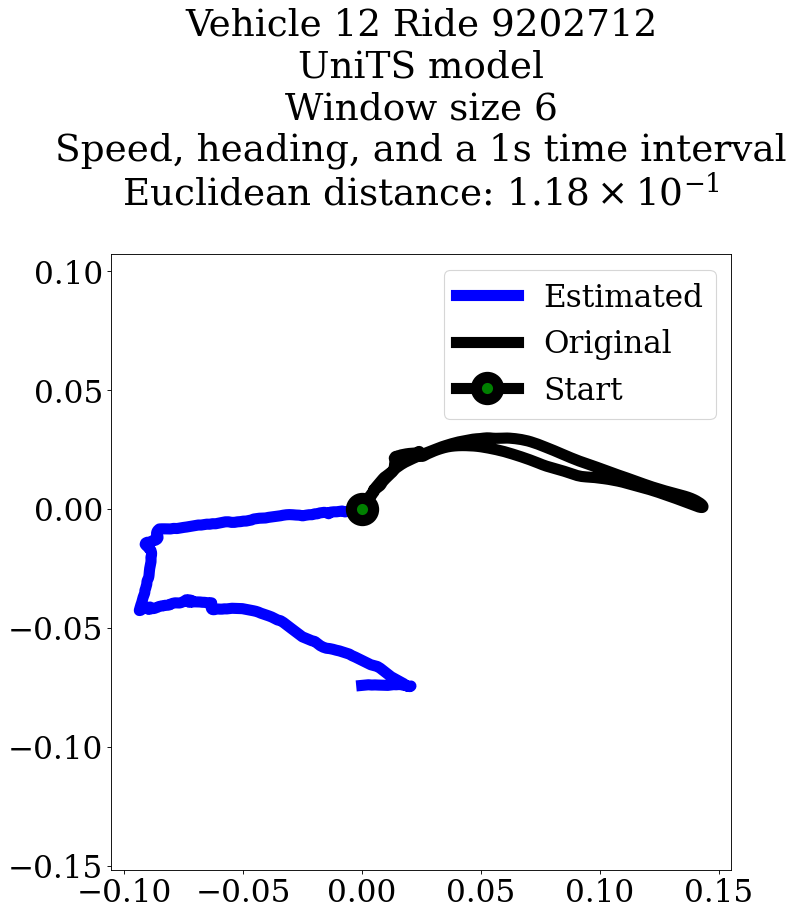 Vehicle 12 Ride 9202712
UniTS model
Window size 6
Speed, heading, and a 1s time interval
Euclidean distance: 1.18 × 10⁻¹
Estimated
Original
Start
0.10
0.05
0.00
−0.05
−0.10
−0.15
−0.10 −0.05 0.00 0.05 0.10 0.15